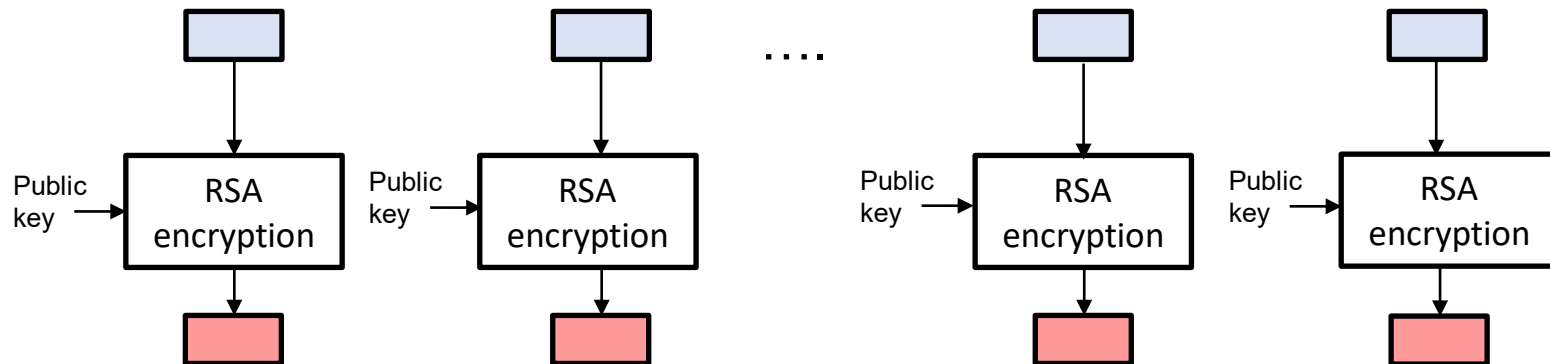 ....
Public
key
RSA
encryption
Public
key
RSA
encryption
Public
key
RSA
encryption
Public
key
RSA
encryption